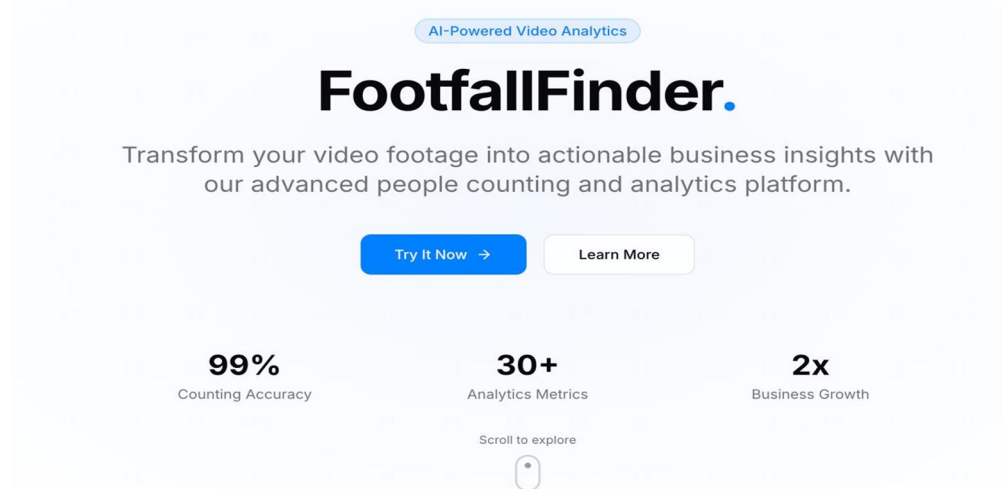 AI-Powered Video Analytics
FootfallFinder.
Transform your video footage into actionable business insights with
our advanced people counting and analytics platform.
Try It Now →
Learn More
99%
Counting Accuracy
30+
Analytics Metrics
2x
Business Growth
Scroll to explore